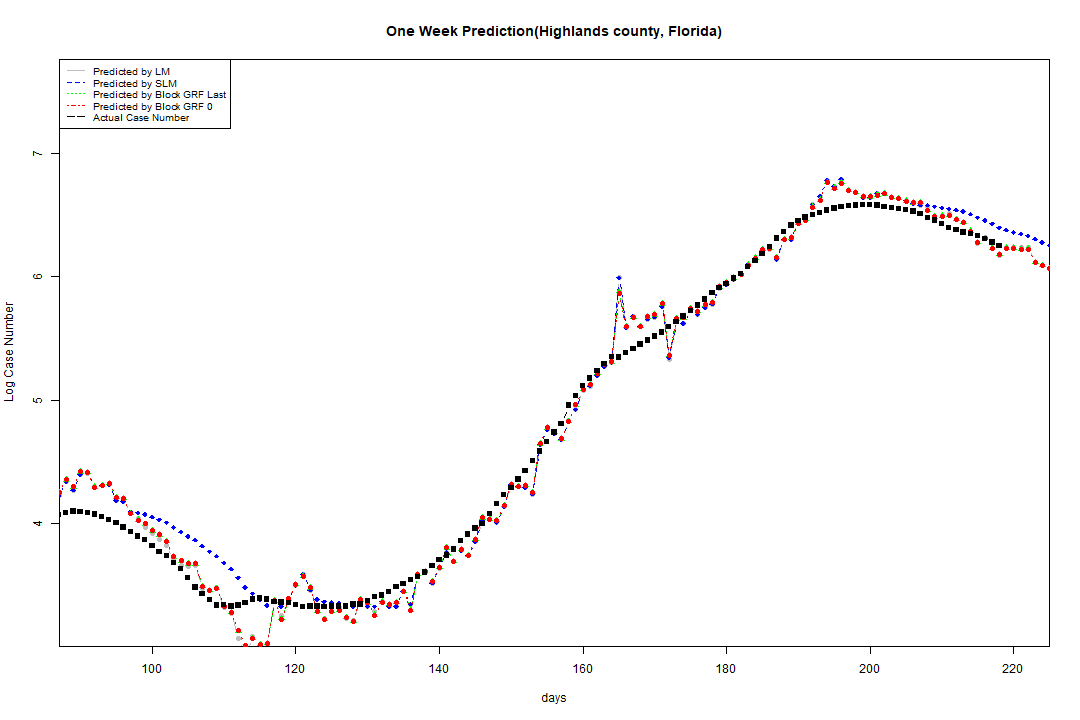 One Week Prediction(Highlands county, Florida)
Predicted by LM
Predicted by SLM
Predicted by Block GRF Last
Predicted by Block GRF 0
Actual Case Number
7
6
5
4
Log Case Number
100 120 140 160 180 200 220
days